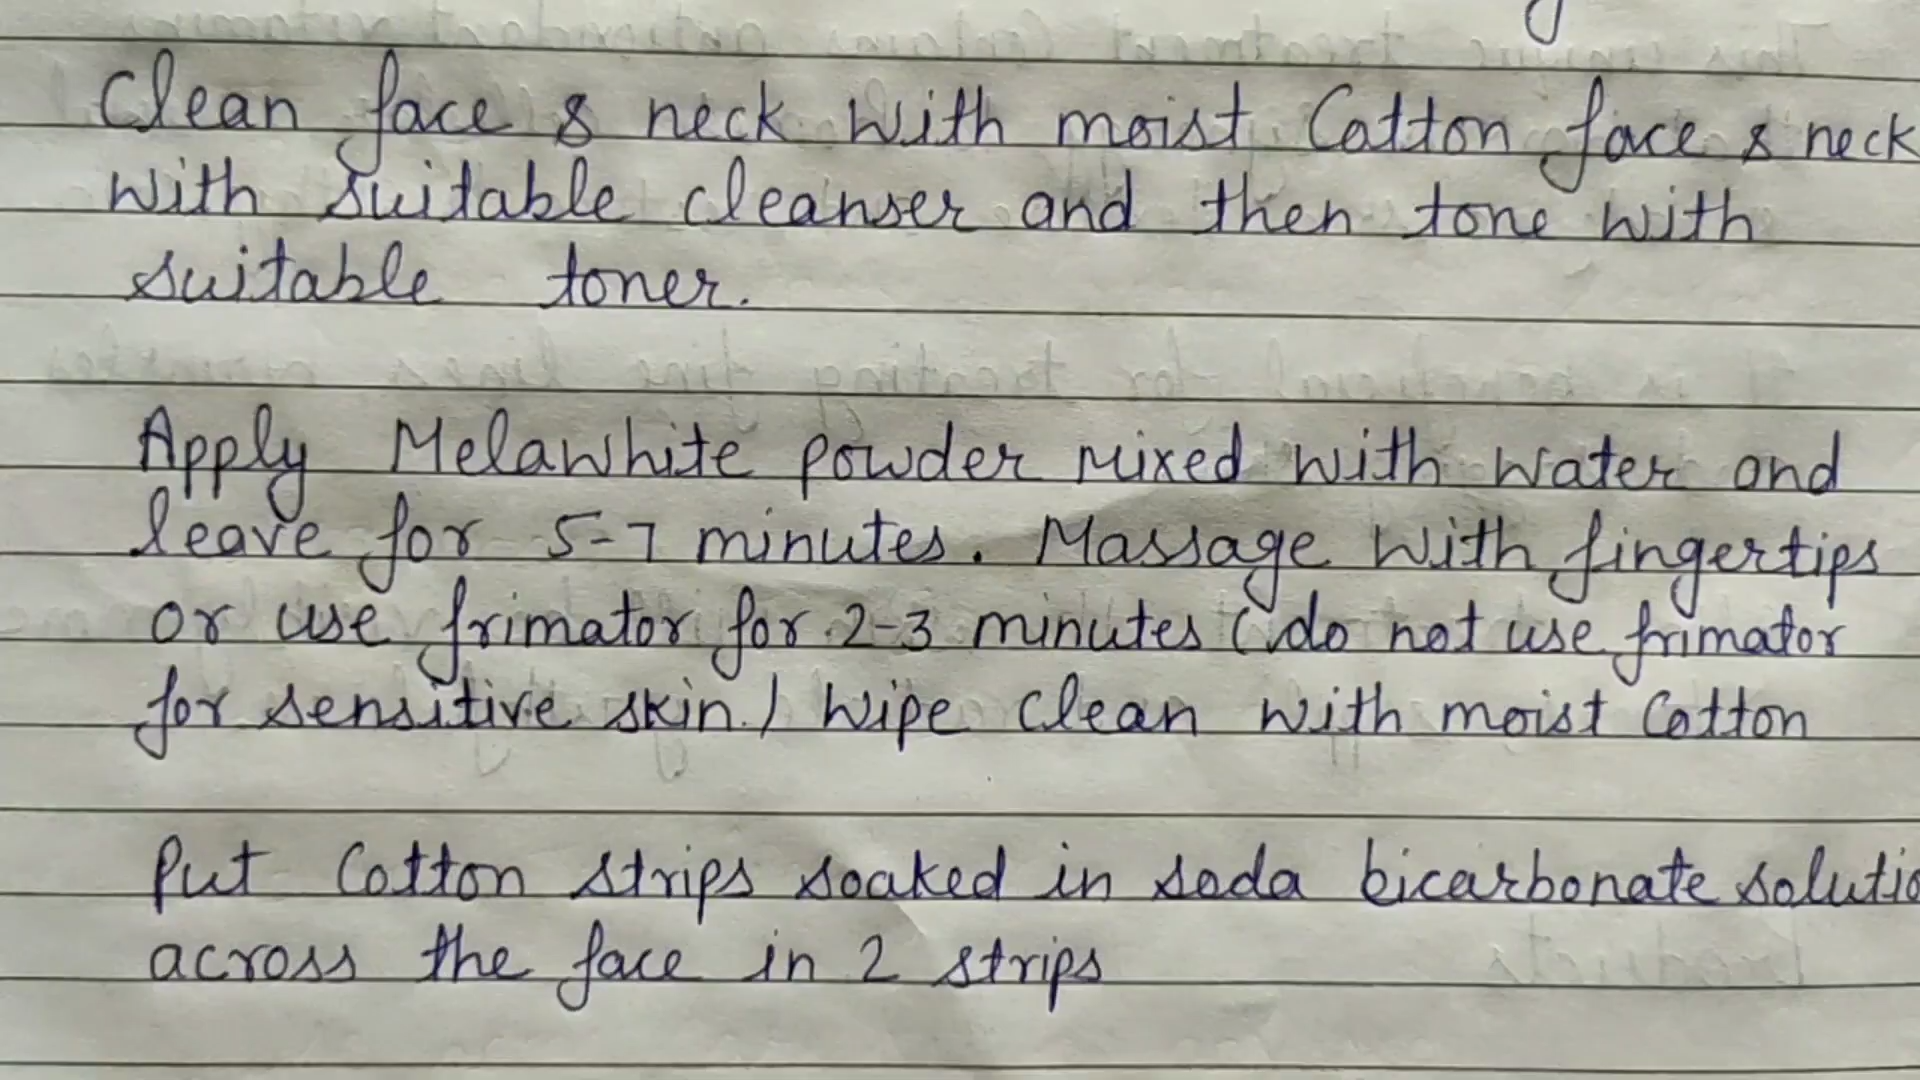 Clean face & neck with moist Cotton face & neck
with suitable cleanser and then tone with
suitable toner.
Apply Melawhite powder mixed with water and
leave for 5-7 minutes. Massage with fingertips
or use frimator for 2-3 minutes (do not use frimator
for sensitive skin.) Wipe clean with moist Cotton
Put Cotton strips soaked in soda bicarbonate solutio
across the face in 2 strips